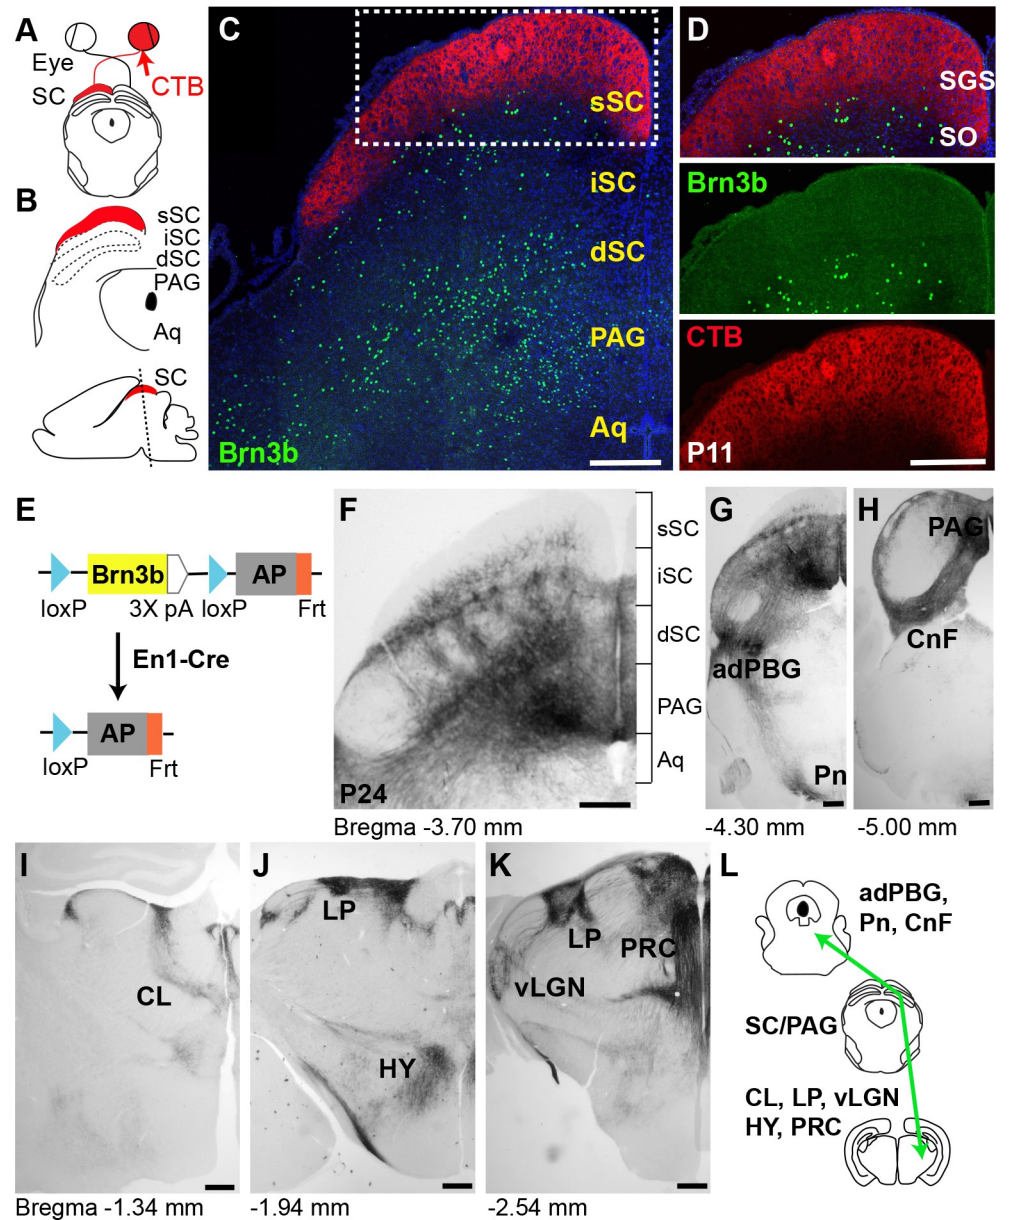 A
Eye
SC
CTB
B
sSC
iSC
dSC
PAG
Aq
SC
C
sSC
iSC
dSC
PAG
Aq
Brn3b
D
SGS
SO
Brn3b
CTB
P11
E
Brn3b
AP
loxP
3X pA
loxP
Frt
En1-Cre
AP
loxP
Frt
F
sSC
iSC
dSC
PAG
Aq
P24
Bregma -3.70 mm
G
adPBG
Pn
-4.30 mm
H
PAG
CnF
-5.00 mm
I
CL
Bregma -1.34 mm
J
LP
HY
-1.94 mm
K
LP
PRC
vLGN
-2.54 mm
L
adPBG,
Pn, CnF
SC/PAG
CL, LP, vLGN
HY, PRC